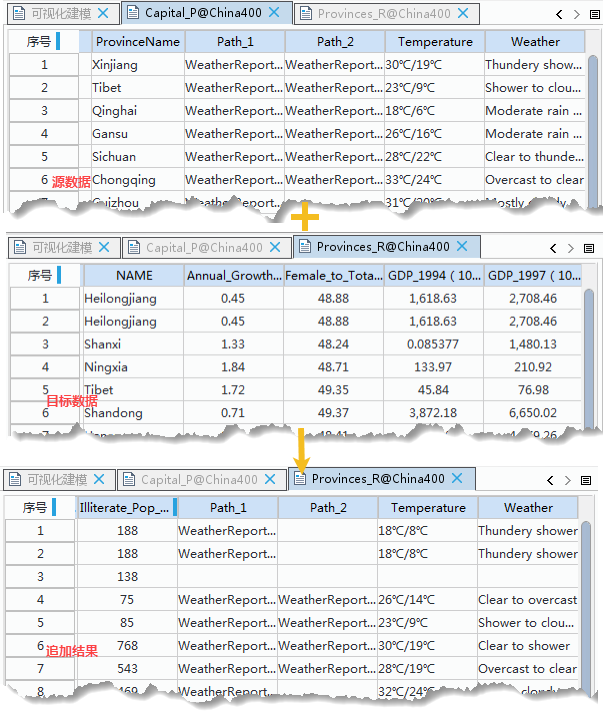 可视化建模 Capital_P@China400 Provinces_R@China400
序号 ProvinceName Path_1 Path_2 Temperature Weather
1 Xinjiang WeatherReport... WeatherReport... 30℃/19℃ Thundery show...
2 Tibet WeatherReport... WeatherReport... 23℃/9℃ Shower to clou...
3 Qinghai WeatherReport... WeatherReport... 18℃/6℃ Moderate rain ...
4 Gansu WeatherReport... WeatherReport... 26℃/16℃ Moderate rain ...
5 Sichuan WeatherReport... WeatherReport... 28℃/22℃ Clear to thunde...
6 源数据 Chongqing WeatherReport... WeatherReport... 33℃/24℃ Overcast to clear
Guizhou WeatherReport... WeatherReport...
可视化建模 Capital_P@China400 Provinces_R@China400
序号 NAME Annual_Growth... Female_to_Tota... GDP_1994 ( 10... GDP_1997 ( 10...
1 Heilongjiang 0.45 48.88 1,618.63 2,708.46
2 Heilongjiang 0.45 48.88 1,618.63 2,708.46
3 Shanxi 1.33 48.24 0.085377 1,480.13
4 Ningxia 1.84 48.71 133.97 210.92
5 Tibet 1.72 49.35 45.84 76.98
目标数据
6 Shandong 0.71 49.37 3,872.18 6,650.02
可视化建模 Capital_P@China400 Provinces_R@China400
序号 Illiterate_Pop_... Path_1 Path_2 Temperature Weather
1 188 WeatherReport... 18℃/8℃ Thundery shower
2 188 WeatherReport... 18℃/8℃ Thundery shower
3 138
4 75 WeatherReport... WeatherReport... 26℃/14℃ Clear to overcast
5 85 WeatherReport... WeatherReport... 23℃/9℃ Shower to clou...
6 追加结果 768 WeatherReport... WeatherReport... 30℃/19℃ Clear to shower
7 543 WeatherReport... WeatherReport... 28℃/19℃ Overcast to clear
8 469 WeatherReport... WeatherReport... 32℃/24℃